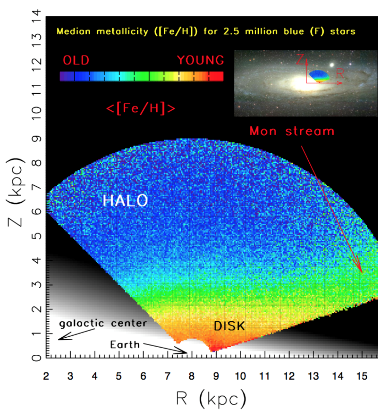 Median metallicity ([Fe/H]) for 2.5 million blue (F) stars
OLD YOUNG
<[Fe/H]>
Mon stream
HALO
DISK
galactic center
Earth
Z (kpc)
14
13
12
11
10
9
8
7
6
5
4
3
2
1
0
2 4 6 7 8 9 10 11 12 13 14 15
R (kpc)